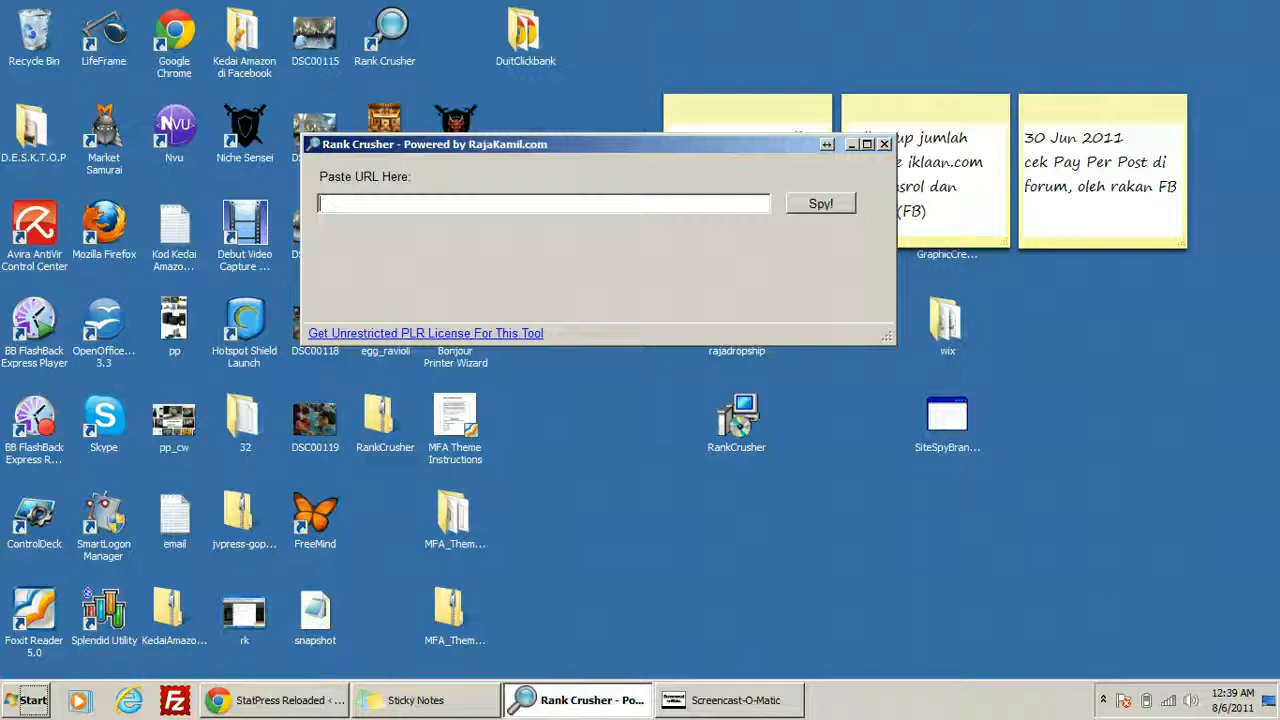 Recycle Bin
LifeFrame
Google
Chrome
Kedai Amazon
di Facebook
DSC00115
Rank Crusher
DuitClickbank
D.E.S.K.T.O.P
Market
Samurai
Nvu
Niche Sensei
Rank Crusher - Powered by RajaKamil.com
Paste URL Here:
Spy!
Get Unrestricted PLR License For This Tool
up jumlah
iklaan.com
dan
(FB)
30 Jun 2011
cek Pay Per Post di
forum, oleh rakan FB
Avira AntiVir
Control Center
Mozilla Firefox
Kod Kedai
Amazo...
Debut Video
Capture ...
GraphicCre...
BB FlashBack
Express Player
OpenOffice...
3.3
pp
Hotspot Shield
Launch
DSC00118
egg_ravioli
Bonjour
Printer Wizard
rajadropship
wix
BB FlashBack
Express R...
Skype
pp_cw
32
DSC00119
RankCrusher
MFA Theme
Instructions
RankCrusher
SiteSpyBran...
ControlDeck
SmartLogon
Manager
email
jvpress-gop...
FreeMind
MFA_Them...
Foxit Reader
5.0
Splendid Utility
KedaiAmazo...
rk
snapshot
MFA_Them...
Start
StatPress Reloaded < ...
Sticky Notes
Rank Crusher - Po...
Screencast-O-Matic
12:39 AM
8/6/2011